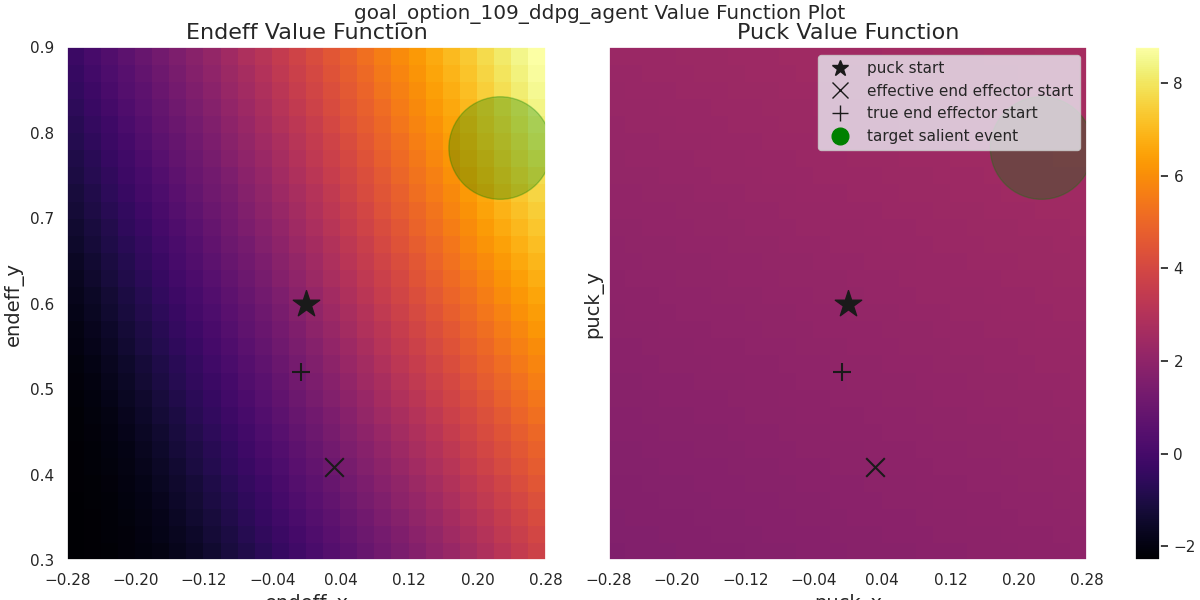 goal_option_109_ddpg_agent Value Function Plot
Endeff Value Function
0.9
0.8
0.7
0.6
0.5
0.4
0.3
endeff_y
−0.28 −0.20 −0.12 −0.04 0.04 0.12 0.20 0.28
endeff_x
Puck Value Function
puck start
effective end effector start
true end effector start
target salient event
puck_y
−0.28 −0.20 −0.12 −0.04 0.04 0.12 0.20 0.28
puck_x
8
6
4
2
0
−2